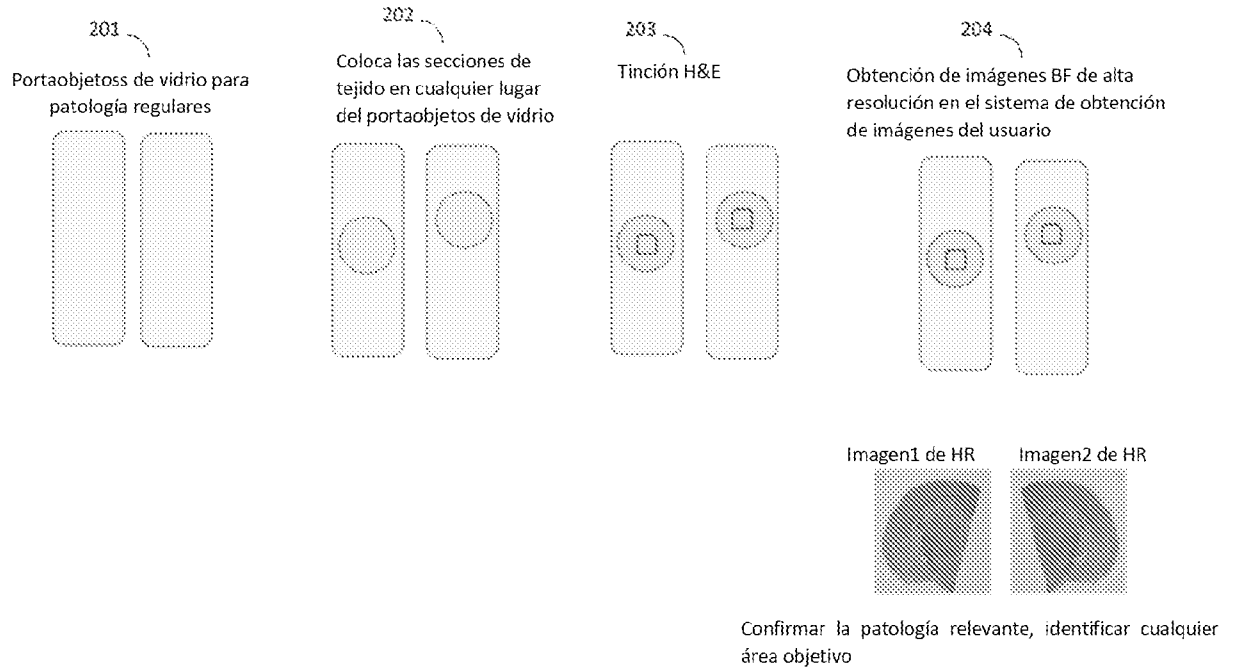 201
Portaobjetoss de vidrio para
patología regulares
202
Coloca las secciones de
tejido en cualquier lugar
del portaobjetos de vidrio
203
Tinción H&E
204
Obtención de imágenes BF de alta
resolución en el sistema de obtención
de imágenes del usuario
Imagen1 de HR
Imagen2 de HR
Confirmar la patología relevante, identificar cualquier
área objetivo